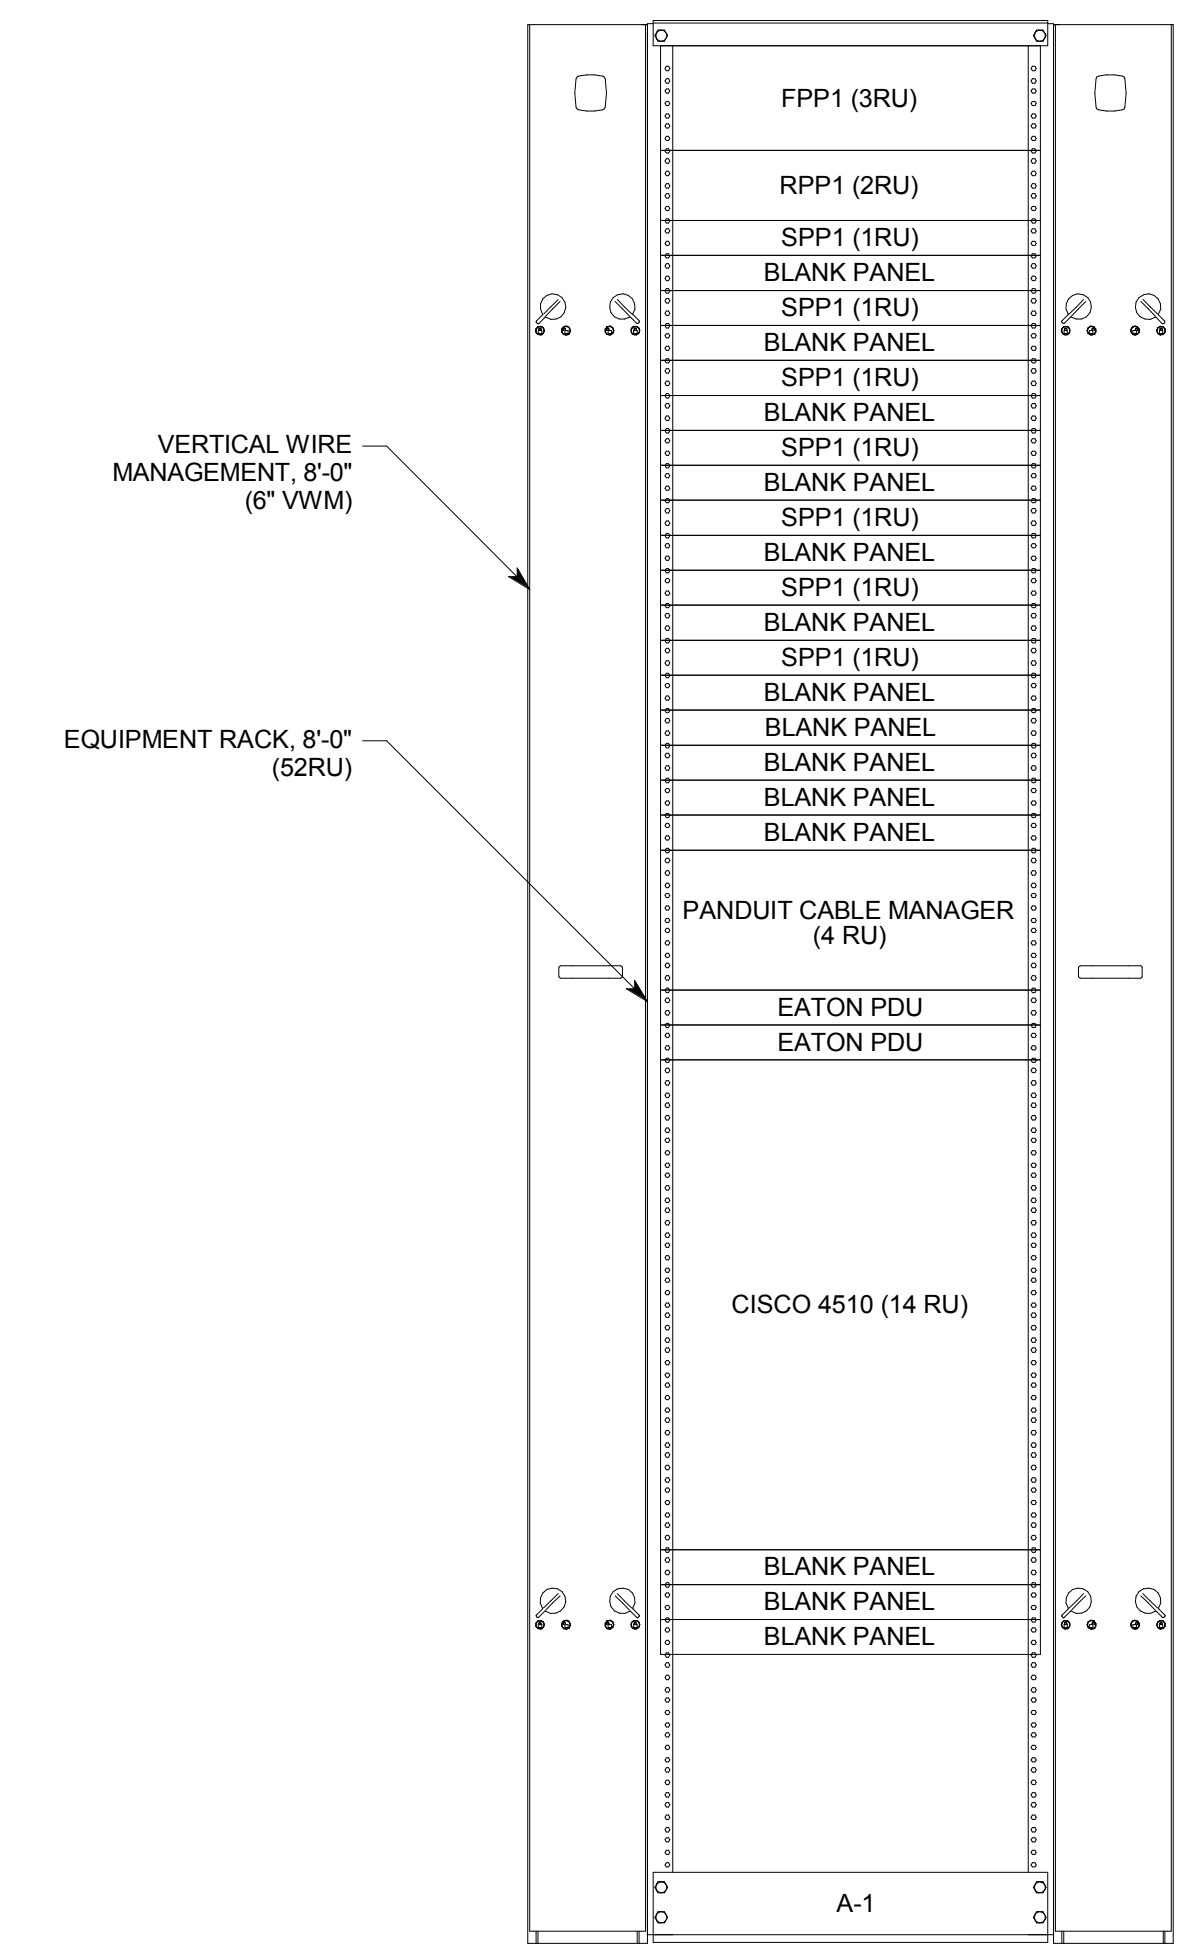 FPP1 (3RU)
RPP1 (2RU)
SPP1 (1RU)
BLANK PANEL
SPP1 (1RU)
BLANK PANEL
SPP1 (1RU)
BLANK PANEL
SPP1 (1RU)
BLANK PANEL
SPP1 (1RU)
BLANK PANEL
SPP1 (1RU)
BLANK PANEL
SPP1 (1RU)
BLANK PANEL
BLANK PANEL
BLANK PANEL
BLANK PANEL
BLANK PANEL
PANDUIT CABLE MANAGER
(4 RU)
EATON PDU
EATON PDU
CISCO 4510 (14 RU)
BLANK PANEL
BLANK PANEL
BLANK PANEL
A-1
VERTICAL WIRE
MANAGEMENT, 8'-0"
(6" VWM)
EQUIPMENT RACK, 8'-0"
(52RU)